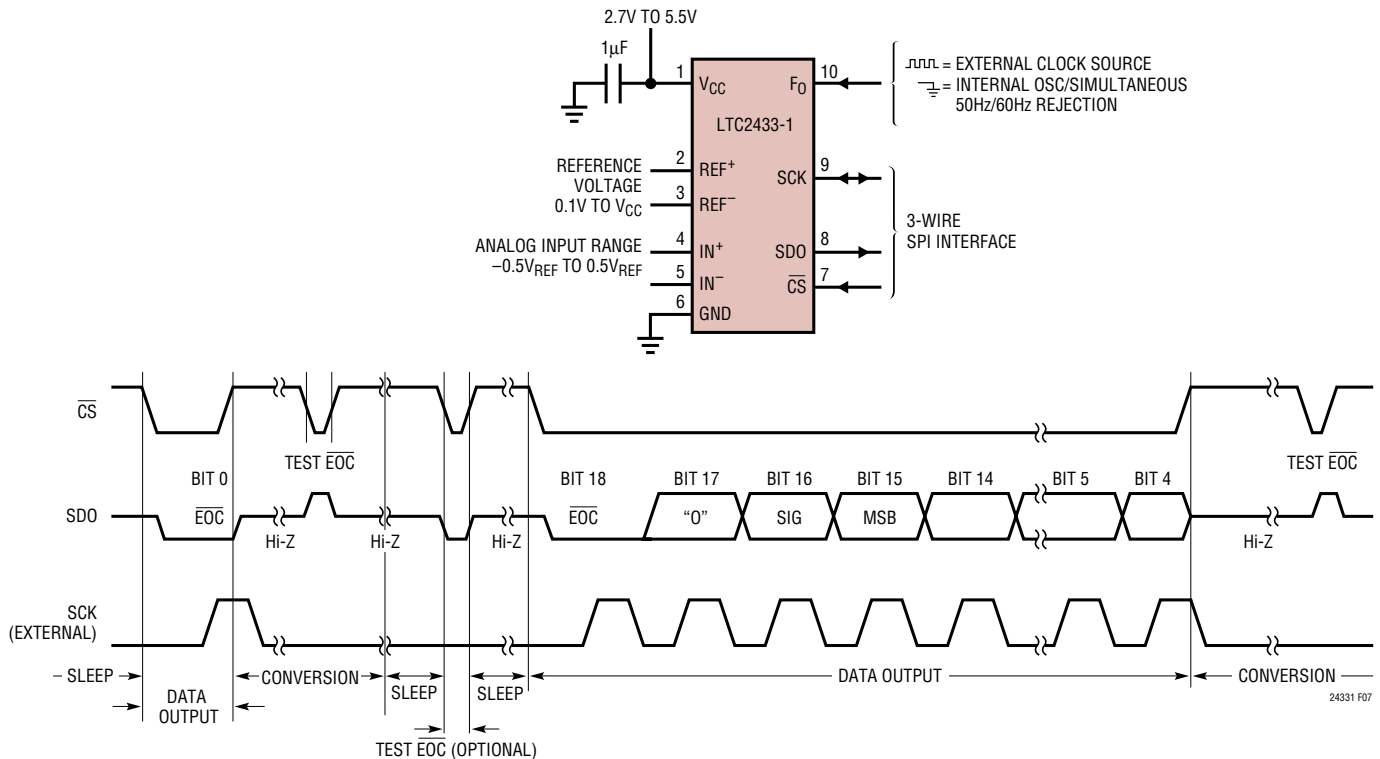 2.7V TO 5.5V
1µF
1
VCC
FO
10
= EXTERNAL CLOCK SOURCE
= INTERNAL OSC/SIMULTANEOUS
50Hz/60Hz REJECTION
LTC2433-1
REFERENCE
VOLTAGE
0.1V TO VCC
2
REF+
3
REF–
SCK
9
ANALOG INPUT RANGE
–0.5VREF TO 0.5VREF
4
IN+
5
IN–
6
GND
SDO
8
CS
7
3-WIRE
SPI INTERFACE
CS
TEST EOC
TEST EOC
BIT 0
BIT 18
BIT 17
BIT 16
BIT 15
BIT 14
BIT 5
BIT 4
SDO
EOC
EOC
"0"
SIG
MSB
Hi-Z
Hi-Z
Hi-Z
Hi-Z
SCK
(EXTERNAL)
SLEEP
DATA
OUTPUT
CONVERSION
SLEEP
SLEEP
DATA OUTPUT
CONVERSION
TEST EOC (OPTIONAL)
24331 F07